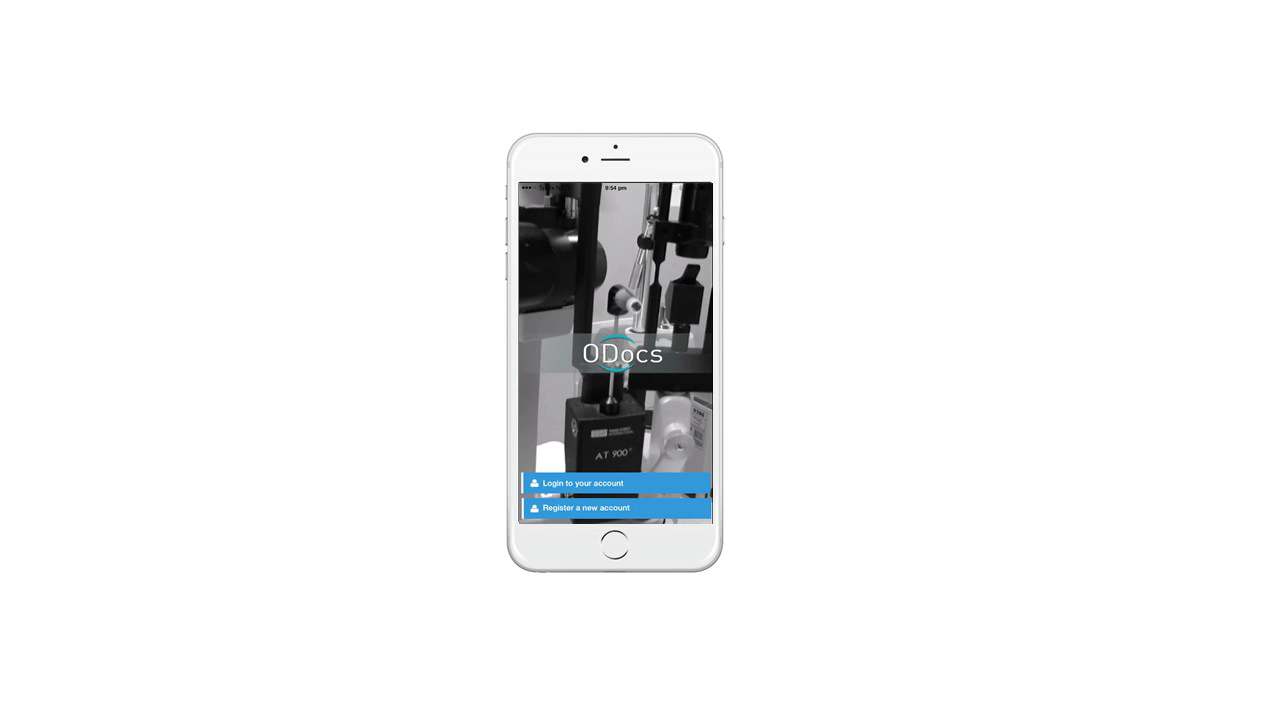 9:54 pm
ODocs
AT 900
Login to your account
Register a new account